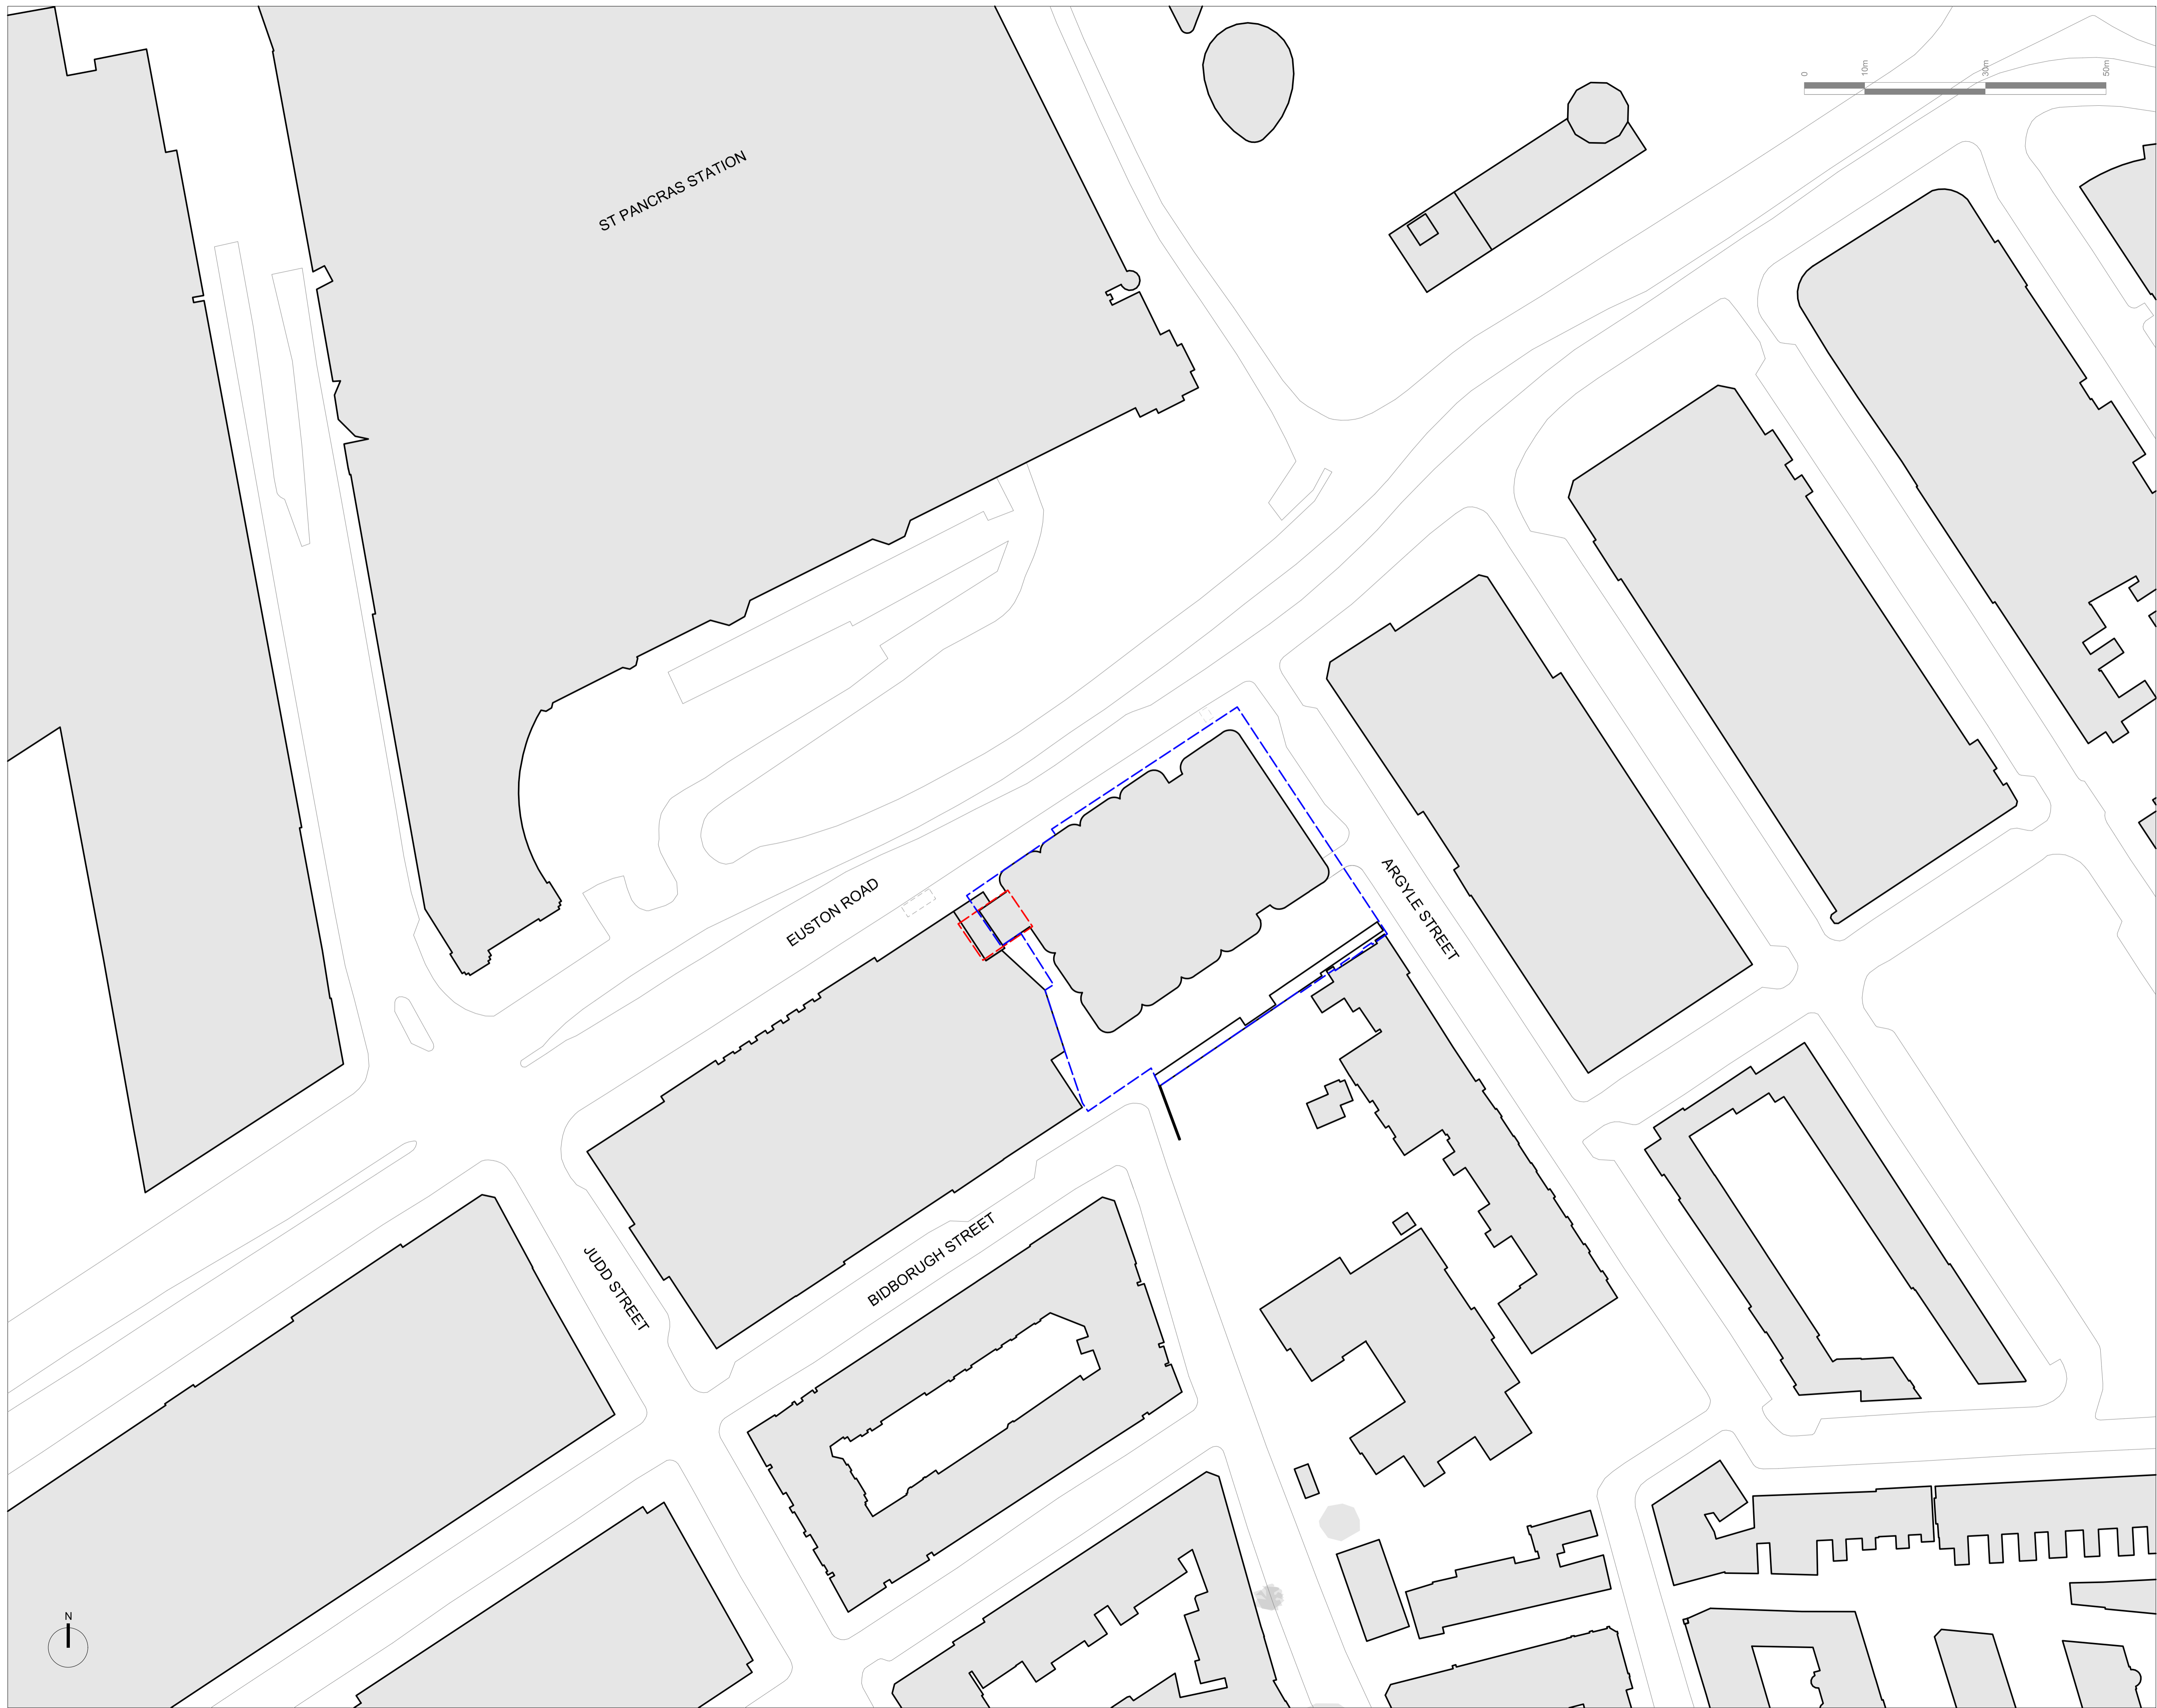 0
10m
30m
50m
ST PANCRAS STATION
EUSTON ROAD
ARGYLE STREET
JUDD STREET
BIDBOROUGH STREET
N